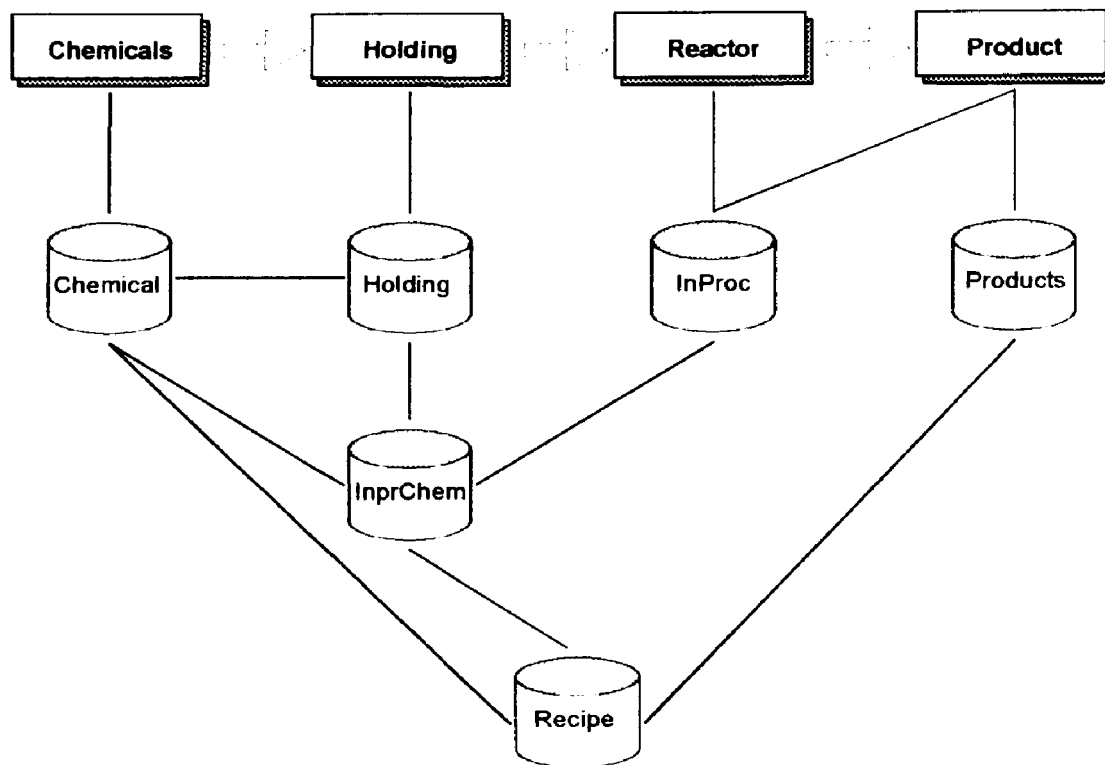 Chemicals
Holding
Reactor
Product
Chemical
Holding
InProc
Products
InprChem
Recipe